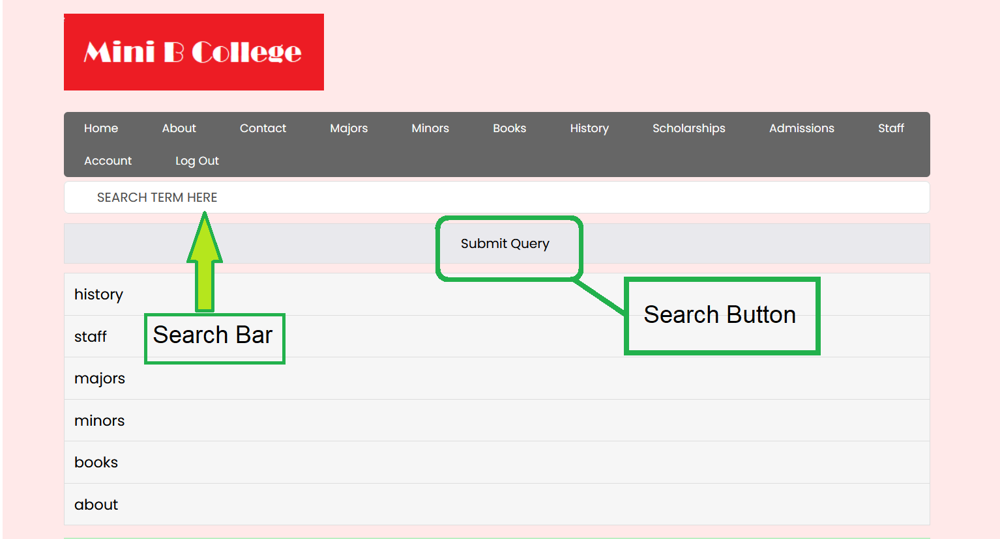 Mini B College
Home About Contact Majors Minors Books History Scholarships Admissions Staff
Account Log Out
SEARCH TERM HERE
Submit Query
history
Search Button
staff
Search Bar
majors
minors
books
about